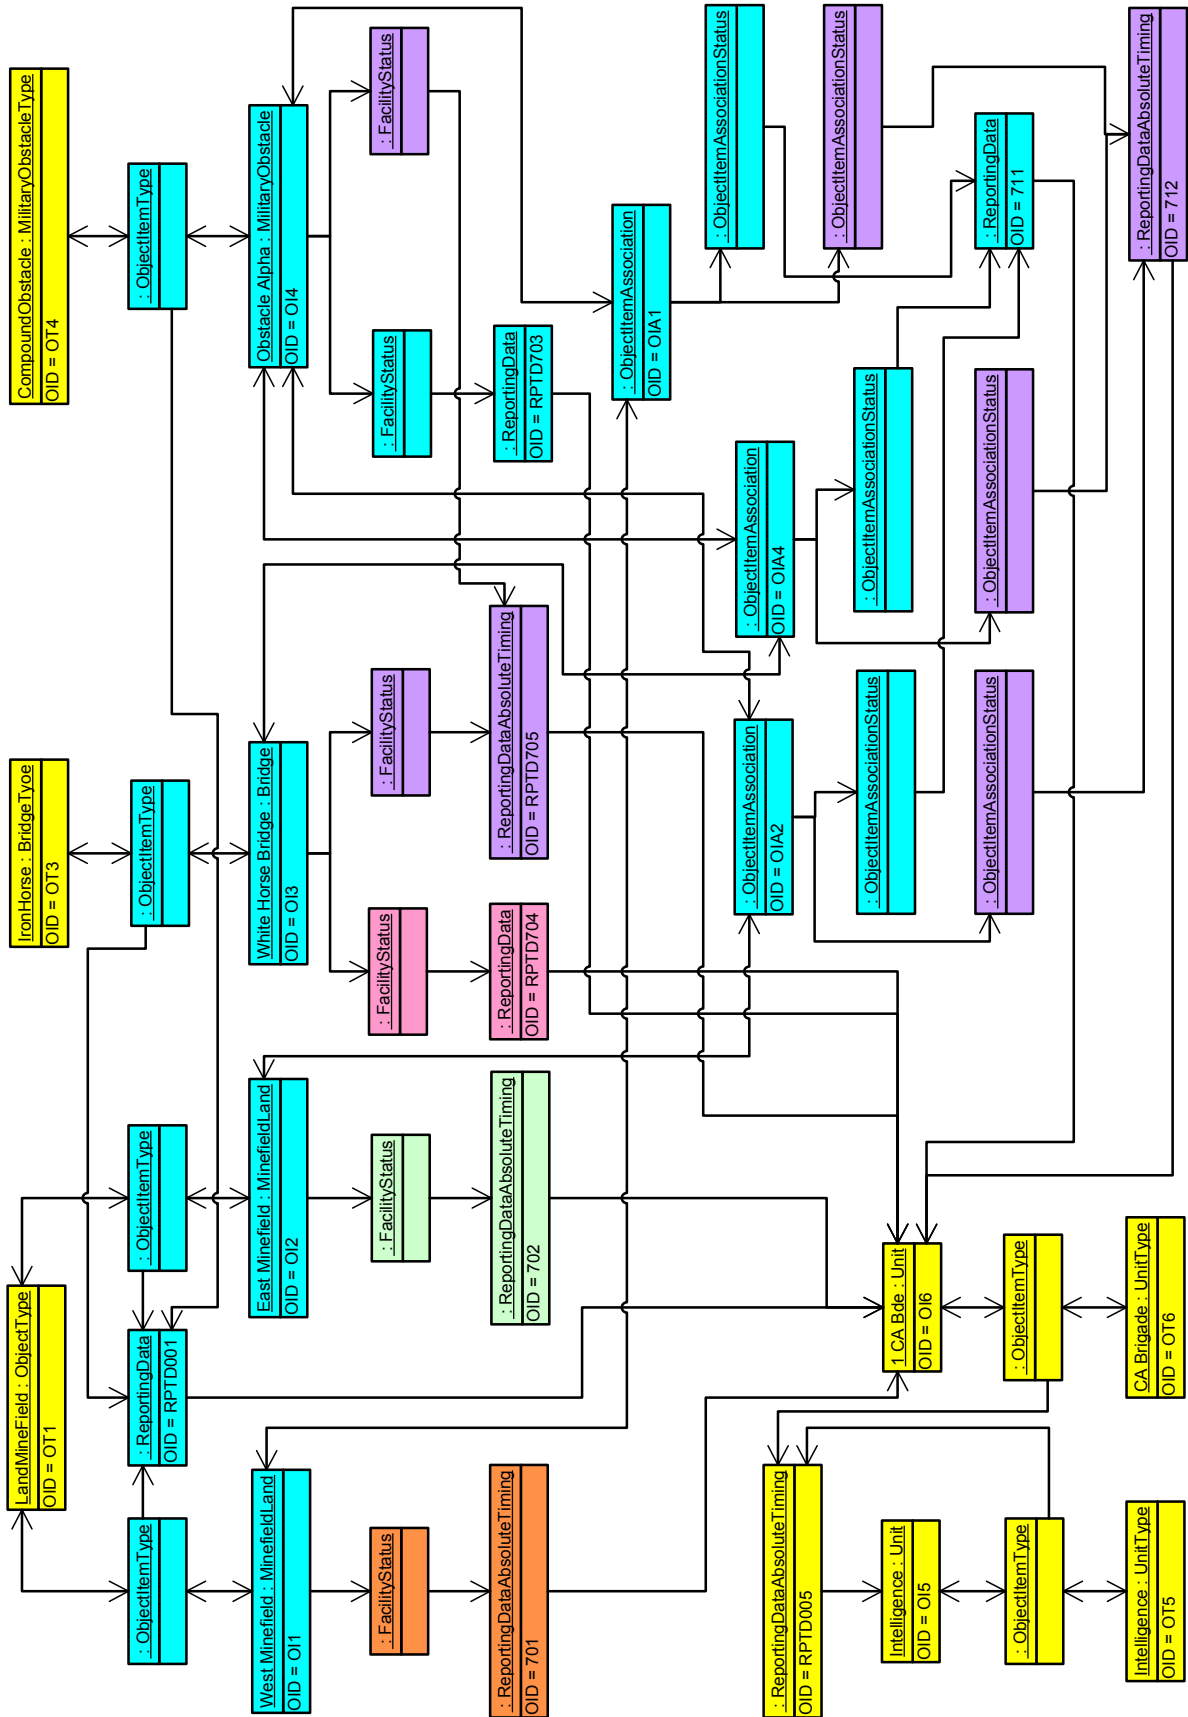 LandMineField : ObjectType
OID = OT1
IronHorse : BridgeTyoe
OID = OT3
CompoundObstacle : MilitaryObstacleType
OID = OT4
: ObjectItemType
: ReportingData
OID = RPTD001
: ObjectItemType
: ObjectItemType
: ObjectItemType
West Minefield : MinefieldLand
OID = OI1
East Minefield : MinefieldLand
OID = OI2
White Horse Bridge : Bridge
OID = OI3
Obstacle Alpha : MilitaryObstacle
OID = OI4
: FacilityStatus
: FacilityStatus
: FacilityStatus
: FacilityStatus
: FacilityStatus
: FacilityStatus
: ReportingDataAbsoluteTiming
OID = 701
: ReportingDataAbsoluteTiming
OID = 702
: ReportingData
OID = RPTD704
: ReportingDataAbsoluteTiming
OID = RPTD705
: ReportingData
OID = RPTD703
: ObjectItemAssociation
OID = OIA1
: ReportingDataAbsoluteTiming
OID = RPTD005
: ObjectItemAssociation
OID = OIA2
: ObjectItemAssociation
OID = OIA4
: ObjectItemAssociationStatus
Intelligence : Unit
OID = OI5
1 CA Bde : Unit
OID = OI6
: ObjectItemAssociationStatus
: ObjectItemAssociationStatus
: ObjectItemAssociationStatus
: ObjectItemType
: ObjectItemType
: ObjectItemAssociationStatus
: ObjectItemAssociationStatus
: ReportingData
OID = 711
Intelligence : UnitType
OID = OT5
CA Brigade : UnitType
OID = OT6
: ReportingDataAbsoluteTiming
OID = 712